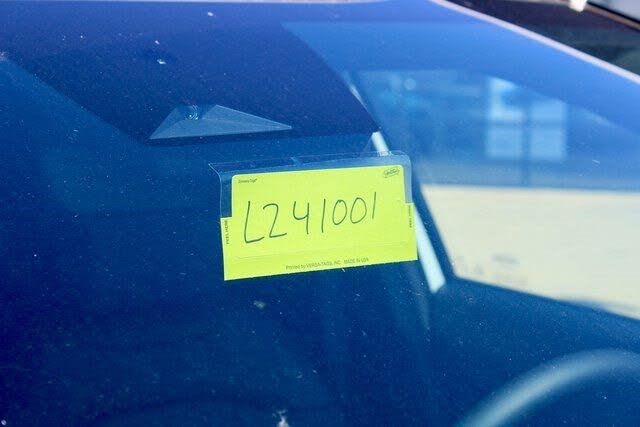 L241001
Printed by VERSA-TAGS, INC. MADE IN USA